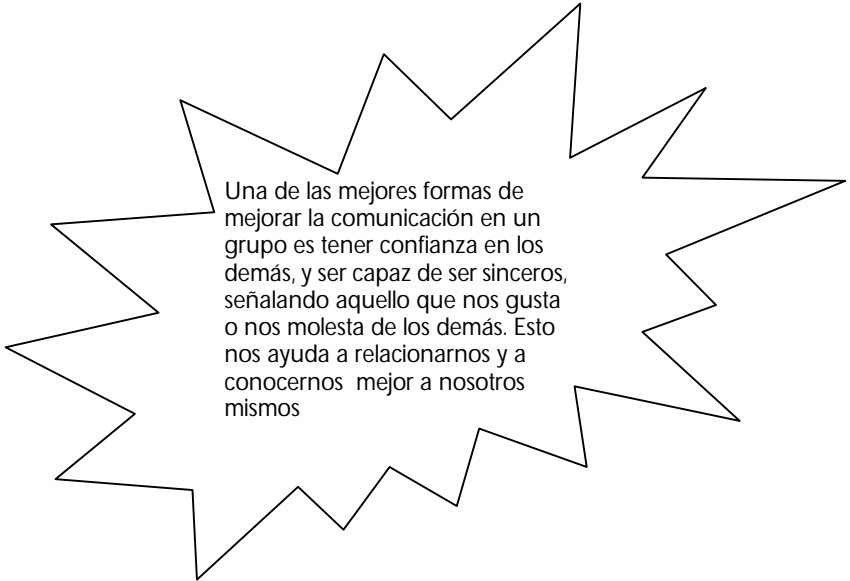 Una de las mejores formas de
mejorar la comunicación en un
grupo es tener confianza en los
demás, y ser capaz de ser sinceros,
señalando aquello que nos gusta
o nos molesta de los demás. Esto
nos ayuda a relacionarnos y a
conocernos  mejor a nosotros
mismos